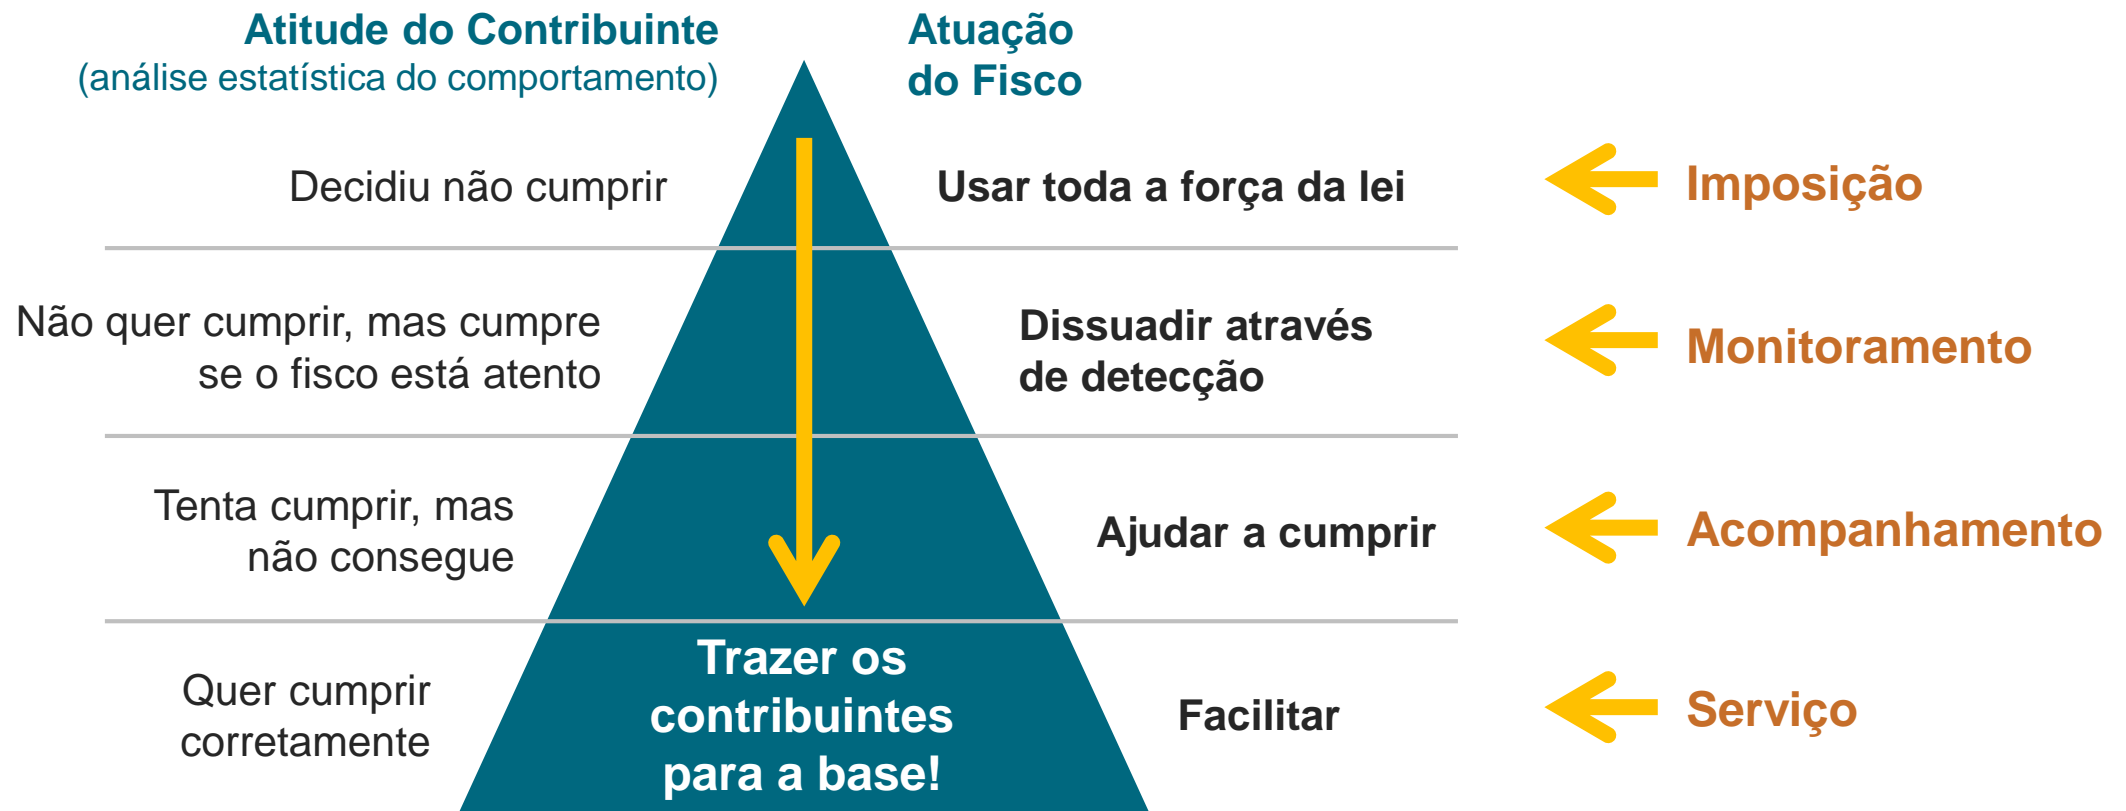 Atitude do Contribuinte
(análise estatística do comportamento)
Atuação
do Fisco
Decidiu não cumprir
Usar toda a força da lei
Imposição
Não quer cumprir, mas cumpre
se o fisco está atento
Dissuadir através
de detecção
Monitoramento
Tenta cumprir, mas
não consegue
Ajudar a cumprir
Acompanhamento
Quer cumprir
corretamente
Trazer os
contribuintes
para a base!
Facilitar
Serviço